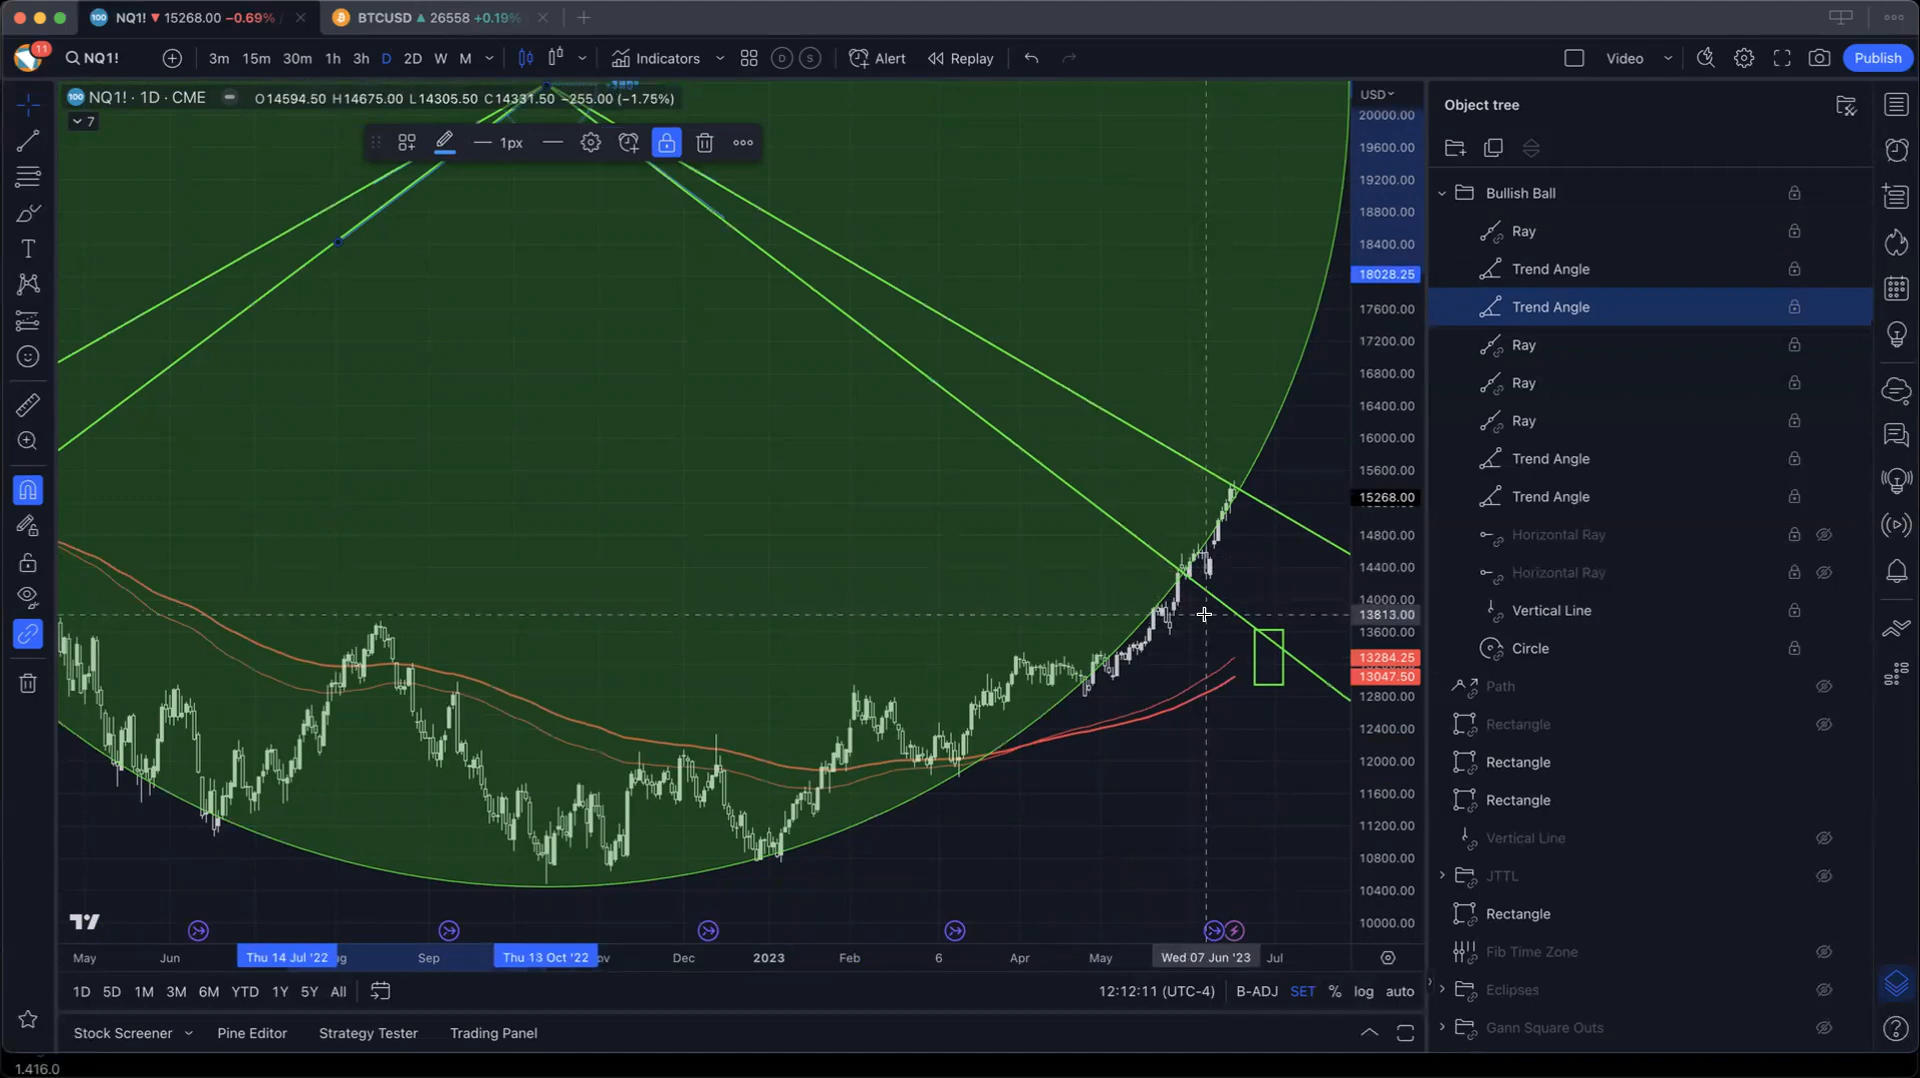 NQ1! ▼ 15268.00 −0.69% /
BTCUSD ▲ 26558 +0.19%
11
NQ1!
3m 15m 30m 1h 3h D 2D W M
Indicators
D S
Alert
Replay
Video
Publish
100 NQ1! · 1D · CME
O14594.50 H14675.00 L14305.50 C14331.50 −255.00 (−1.75%)
7
1px
USD
20000.00
19600.00
19200.00
18800.00
18400.00
18028.25
17600.00
17200.00
16800.00
16400.00
16000.00
15600.00
15268.00
14800.00
14400.00
14000.00
13813.00
13600.00
13284.25
13047.50
12800.00
12400.00
12000.00
11600.00
11200.00
10800.00
10400.00
10000.00
May Jun Thu 14 Jul '22 ug Sep Thu 13 Oct '22 ov Dec 2023 Feb 6 Apr May Wed 07 Jun '23 Jul
1D 5D 1M 3M 6M YTD 1Y 5Y All
12:12:11 (UTC-4) B-ADJ SET % log auto
Stock Screener Pine Editor Strategy Tester Trading Panel
1.416.0
Object tree
Bullish Ball
Ray
Trend Angle
Trend Angle
Ray
Ray
Ray
Trend Angle
Trend Angle
Horizontal Ray
Horizontal Ray
Vertical Line
Circle
Path
Rectangle
Rectangle
Rectangle
Vertical Line
JTTL
Rectangle
Fib Time Zone
Eclipses
Gann Square Outs